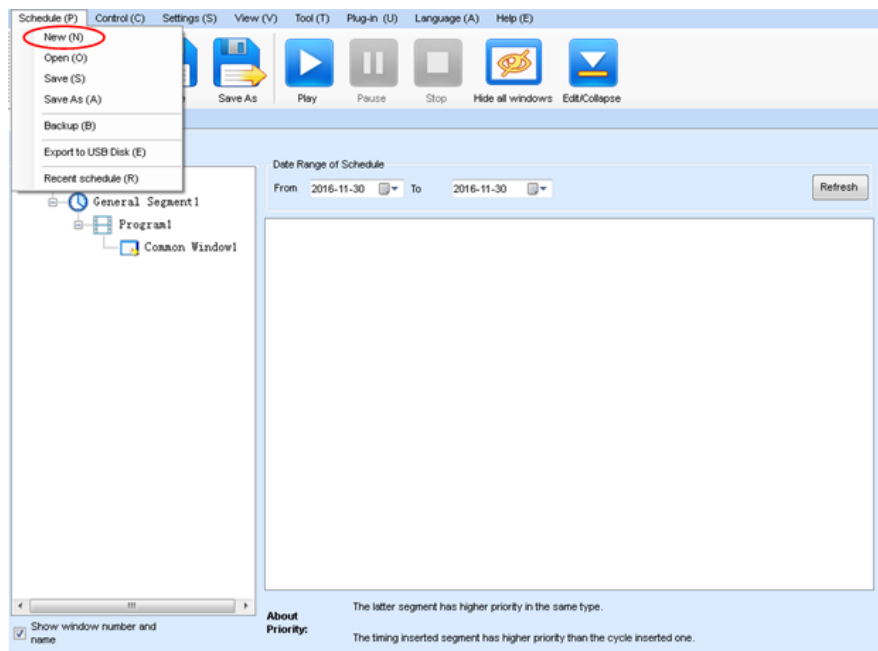 Schedule (P) Control (C) Settings (S) View (V) Tool (T) Plug-in (U) Language (A) Help (E)
New (N)
Open (O)
Save (S)
Save As (A)
Backup (B)
Export to USB Disk (E)
Recent schedule (R)
Save As Play Pause Stop Hide all windows Edit/Collapse
General Segment1
Program1
Common Window1
Date Range of Schedule
From 2016-11-30 To 2016-11-30 Refresh
Show window number and
name
About
Priority:
The latter segment has higher priority in the same type.
The timing inserted segment has higher priority than the cycle inserted one.